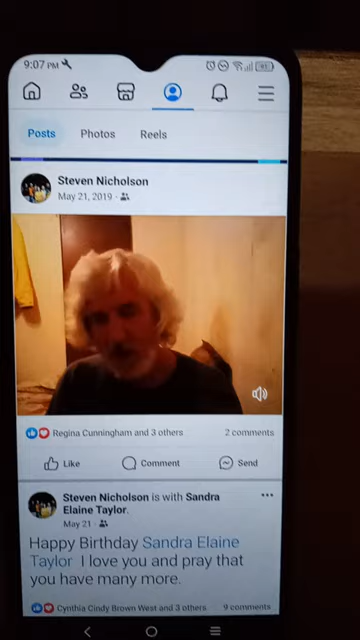 9:07 PM
Posts Photos Reels
Steven Nicholson
May 21, 2019
Regina Cunningham and 3 others 2 comments
Like Comment Send
Steven Nicholson is with Sandra
Elaine Taylor.
May 21
Happy Birthday Sandra Elaine
Taylor I love you and pray that
you have many more.
Cynthia Cindy Brown West and 3 others 9 comments